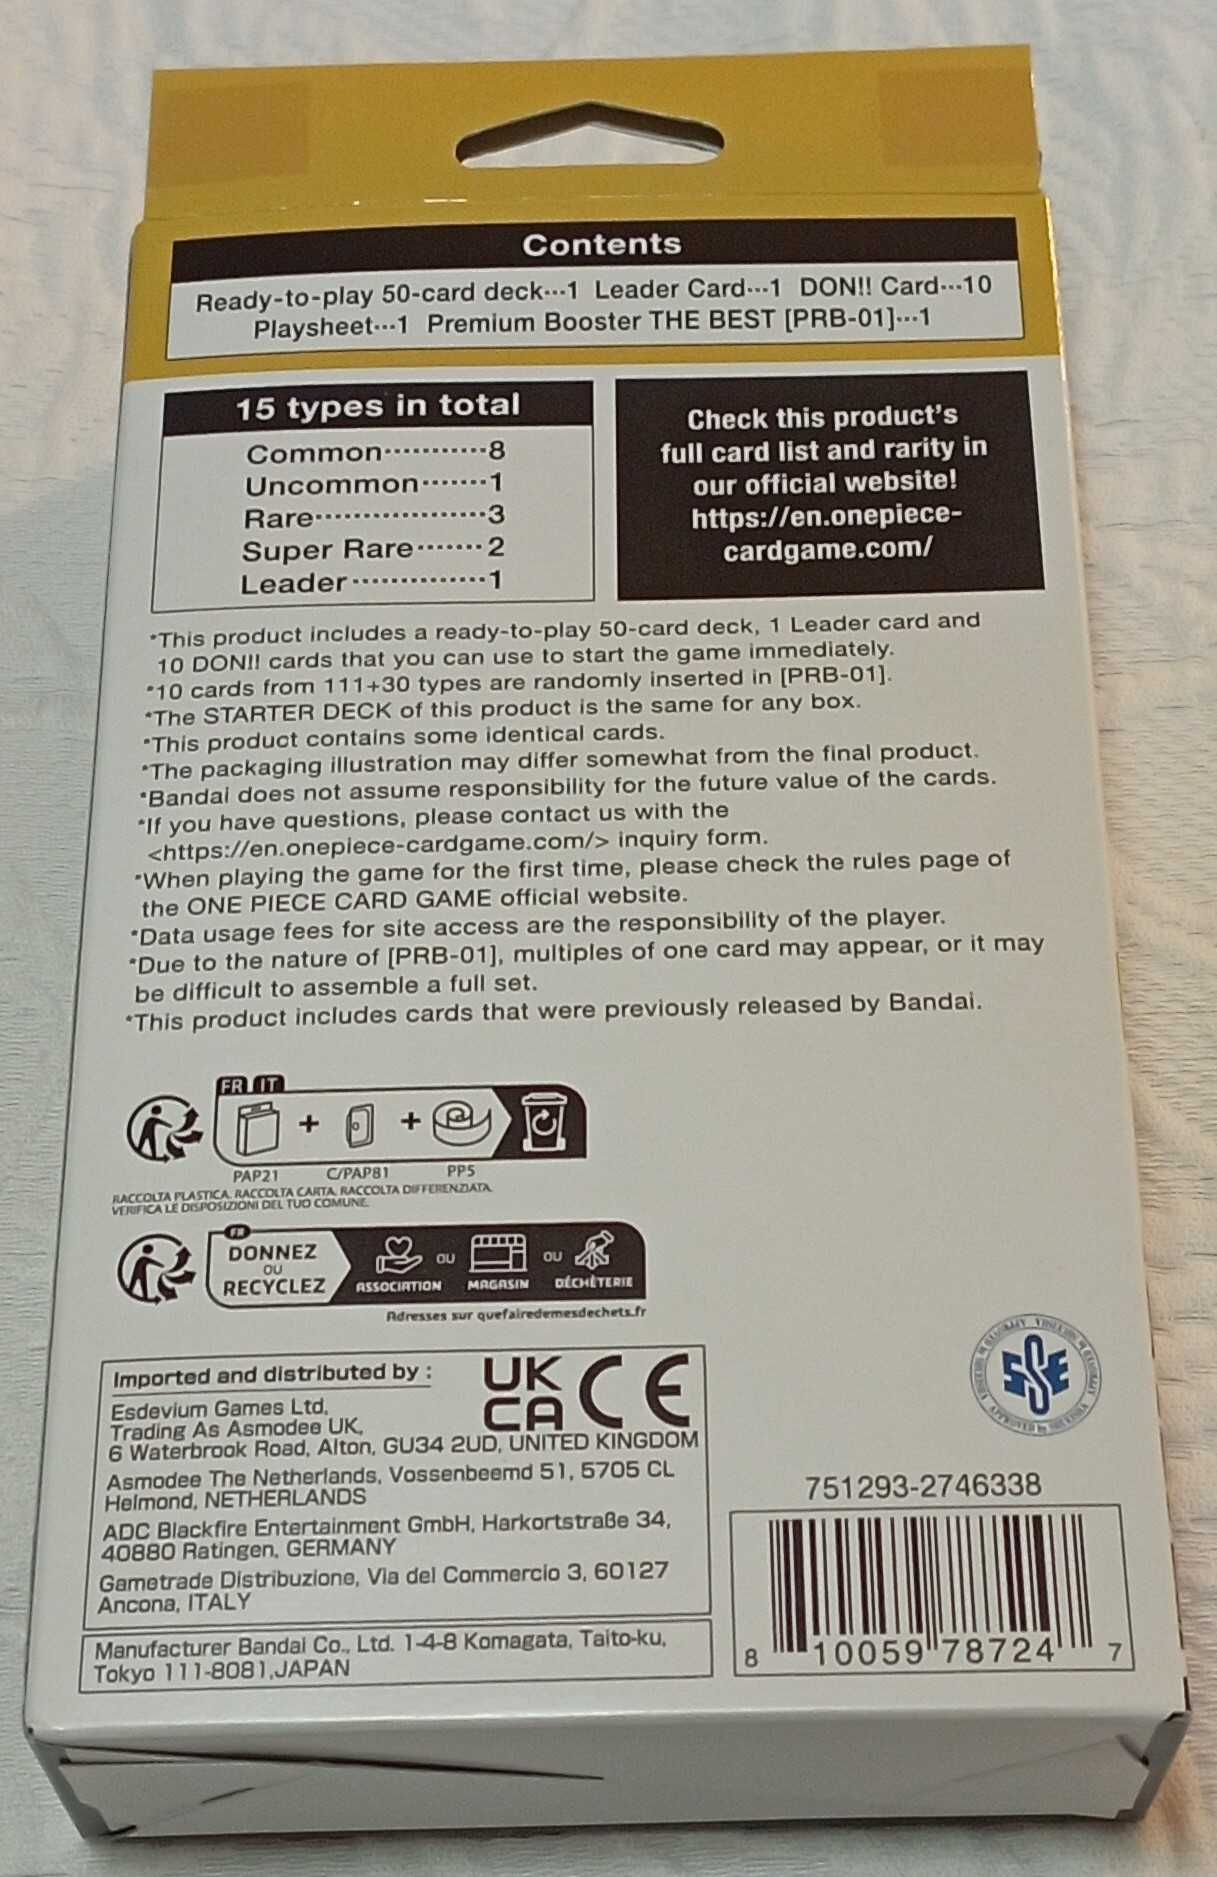 Contents
Ready-to-play 50-card deck···1 Leader Card···1 DON!! Card···10
Playsheet···1 Premium Booster THE BEST [PRB-01]···1
15 types in total
Common···········8
Uncommon·······1
Rare··················3
Super Rare·······2
Leader··············1
Check this product's
full card list and rarity in
our official website!
https://en.onepiece-
cardgame.com/
*This product includes a ready-to-play 50-card deck, 1 Leader card and
10 DON!! cards that you can use to start the game immediately.
*10 cards from 111+30 types are randomly inserted in [PRB-01].
*The STARTER DECK of this product is the same for any box.
*This product contains some identical cards.
*The packaging illustration may differ somewhat from the final product.
*Bandai does not assume responsibility for the future value of the cards.
*If you have questions, please contact us with the
<https://en.onepiece-cardgame.com/> inquiry form.
*When playing the game for the first time, please check the rules page of
the ONE PIECE CARD GAME official website.
*Data usage fees for site access are the responsibility of the player.
*Due to the nature of [PRB-01], multiples of one card may appear, or it may
be difficult to assemble a full set.
*This product includes cards that were previously released by Bandai.
FR IT
+ +
PAP21 C/PAP81 PP5
RACCOLTA PLASTICA, RACCOLTA CARTA, RACCOLTA DIFFERENZIATA.
VERIFICA LE DISPOSIZIONI DEL TUO COMUNE.
FR
DONNEZ
OU
RECYCLEZ
ASSOCIATION OU MAGASIN OU DÉCHÈTERIE
Adresses sur quefairedemesdechets.fr
Imported and distributed by :
UK
CA CE
Esdevium Games Ltd,
Trading As Asmodee UK,
6 Waterbrook Road, Alton, GU34 2UD, UNITED KINGDOM
Asmodee The Netherlands, Vossenbeemd 51, 5705 CL
Helmond, NETHERLANDS
ADC Blackfire Entertainment GmbH, Harkortstraße 34,
40880 Ratingen, GERMANY
Gametrade Distribuzione, Via del Commercio 3, 60127
Ancona, ITALY
Manufacturer Bandai Co., Ltd. 1-4-8 Komagata, Taito-ku,
Tokyo 111-8081,JAPAN
SSE
APPROVED by SHUEISHA
751293-2746338
8 10059 78724 7